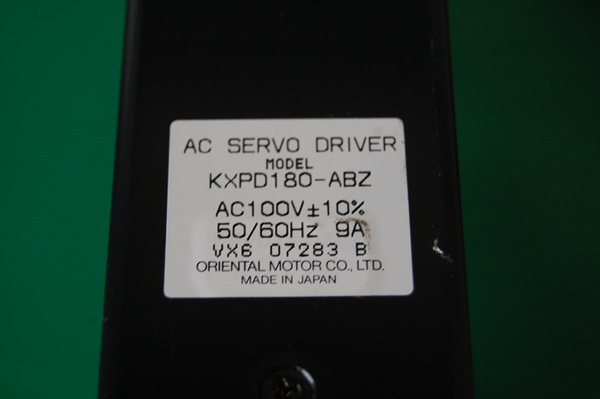 AC SERVO DRIVER
MODEL
KXPD180-ABZ
AC100V±10%
50/60Hz 9A
VX6 07283 B
ORIENTAL MOTOR CO., LTD.
MADE IN JAPAN